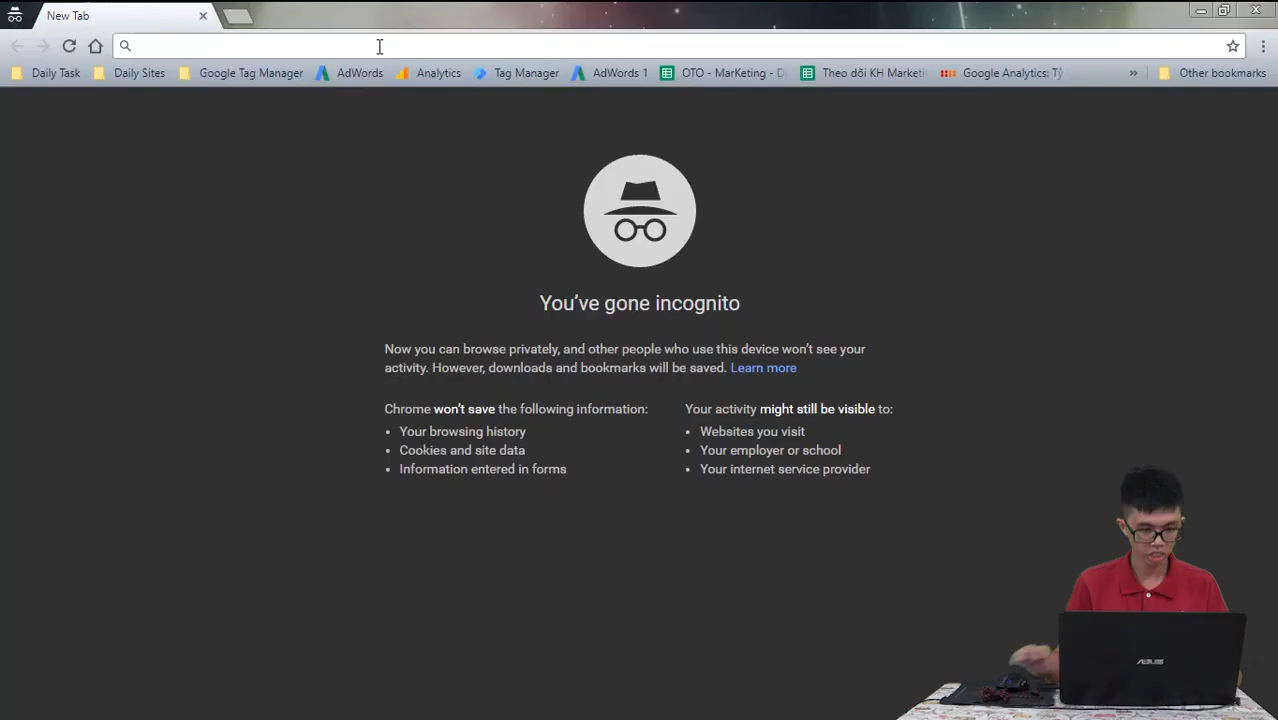 New Tab
Daily Task Daily Sites Google Tag Manager AdWords Analytics Tag Manager AdWords 1 OTO - MarKeting - D Theo dõi KH Marketi Google Analytics: Tỷ » Other bookmarks
You've gone incognito
Now you can browse privately, and other people who use this device won't see your
activity. However, downloads and bookmarks will be saved. Learn more
Chrome won't save the following information:
• Your browsing history
• Cookies and site data
• Information entered in forms
Your activity might still be visible to:
• Websites you visit
• Your employer or school
• Your internet service provider
ASUS